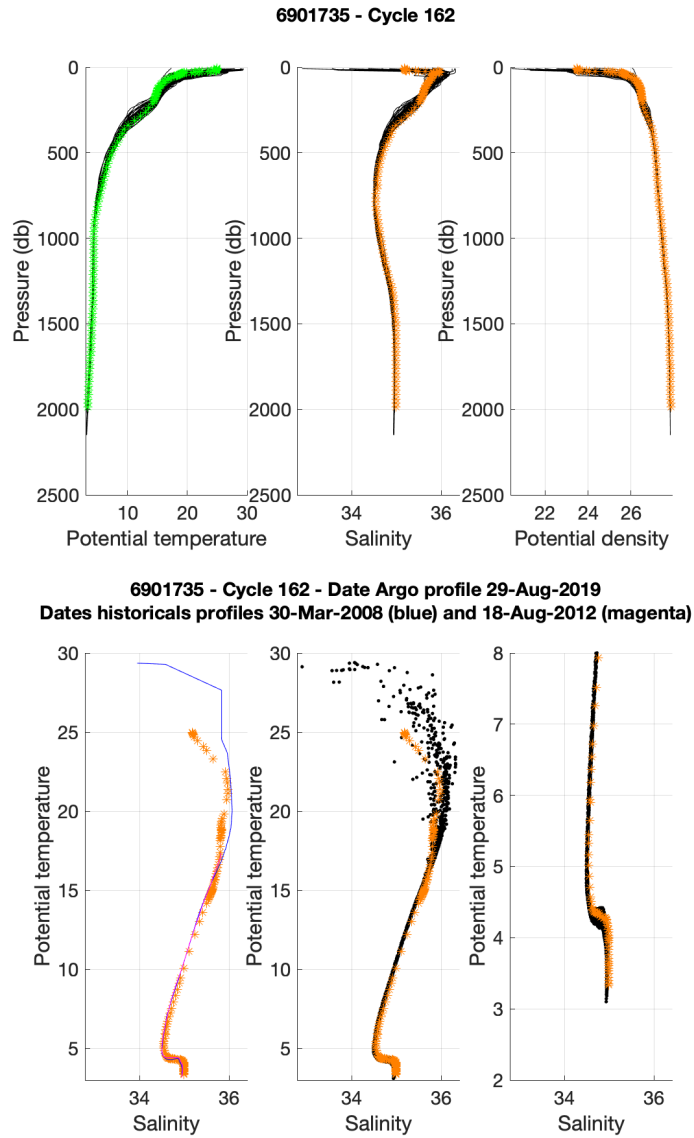 6901735 - Cycle 162
0
500
1000
1500
2000
2500
Pressure (db)
10 20 30
Potential temperature
0
500
1000
1500
2000
2500
Pressure (db)
34 36
Salinity
0
500
1000
1500
2000
2500
Pressure (db)
22 24 26
Potential density
6901735 - Cycle 162 - Date Argo profile 29-Aug-2019
Dates historicals profiles 30-Mar-2008 (blue) and 18-Aug-2012 (magenta)
30
25
20
15
10
5
Potential temperature
34 36
Salinity
30
25
20
15
10
5
Potential temperature
34 36
Salinity
8
7
6
5
4
3
2
Potential temperature
34 36
Salinity